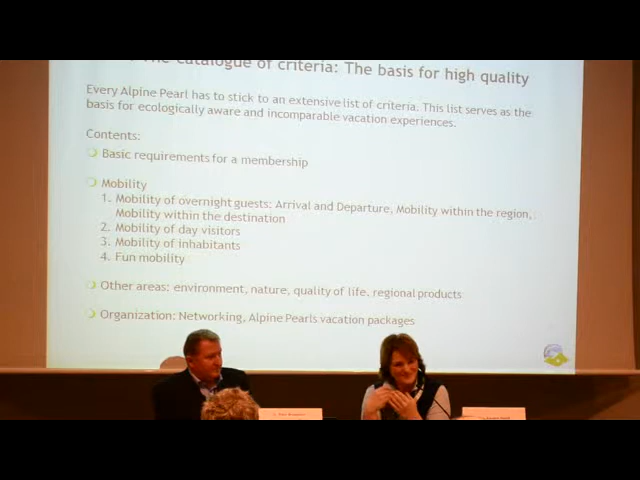 The catalogue of criteria: The basis for high quality
Every Alpine Pearl has to stick to an extensive list of criteria. This list serves as the
basis for ecologically aware and incomparable vacation experiences.
Contents:
Basic requirements for a membership
Mobility
1. Mobility of overnight guests: Arrival and Departure, Mobility within the region,
Mobility within the destination
2. Mobility of day visitors
3. Mobility of inhabitants
4. Fun mobility
Other areas: environment, nature, quality of life, regional products
Organization: Networking, Alpine Pearls vacation packages